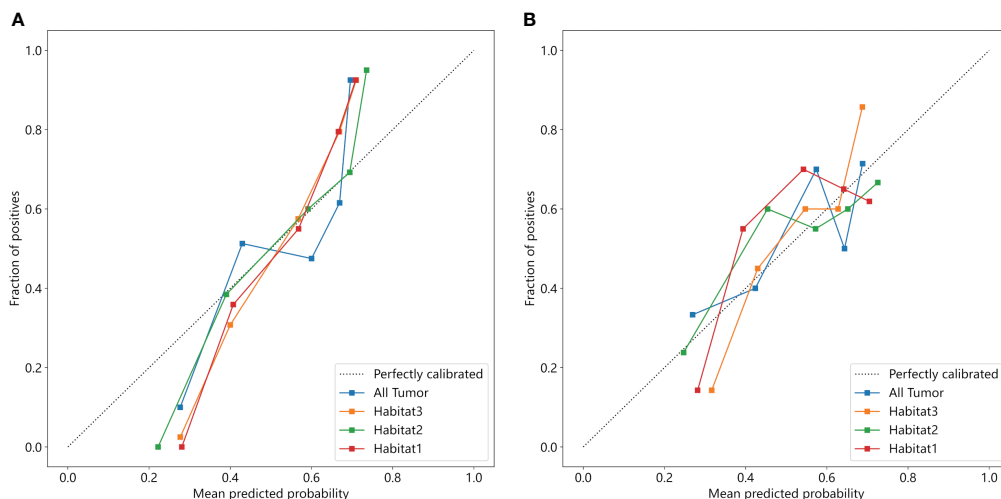 A
1.0
0.8
0.6
0.4
0.2
0.0
Fraction of positives
0.0 0.2 0.4 0.6 0.8 1.0
Mean predicted probability
Perfectly calibrated
All Tumor
Habitat3
Habitat2
Habitat1
B
1.0
0.8
0.6
0.4
0.2
0.0
Fraction of positives
0.0 0.2 0.4 0.6 0.8 1.0
Mean predicted probability
Perfectly calibrated
All Tumor
Habitat3
Habitat2
Habitat1